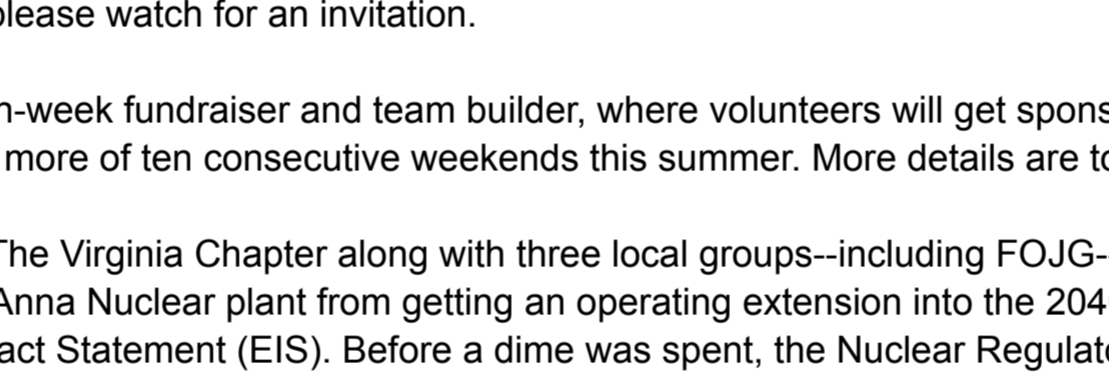 please watch for an invitation.
-week fundraiser and team builder, where volunteers will get spons
more of ten consecutive weekends this summer. More details are to
The Virginia Chapter along with three local groups--including FOJG-
Anna Nuclear plant from getting an operating extension into the 204
act Statement (EIS). Before a dime was spent, the Nuclear Regulat